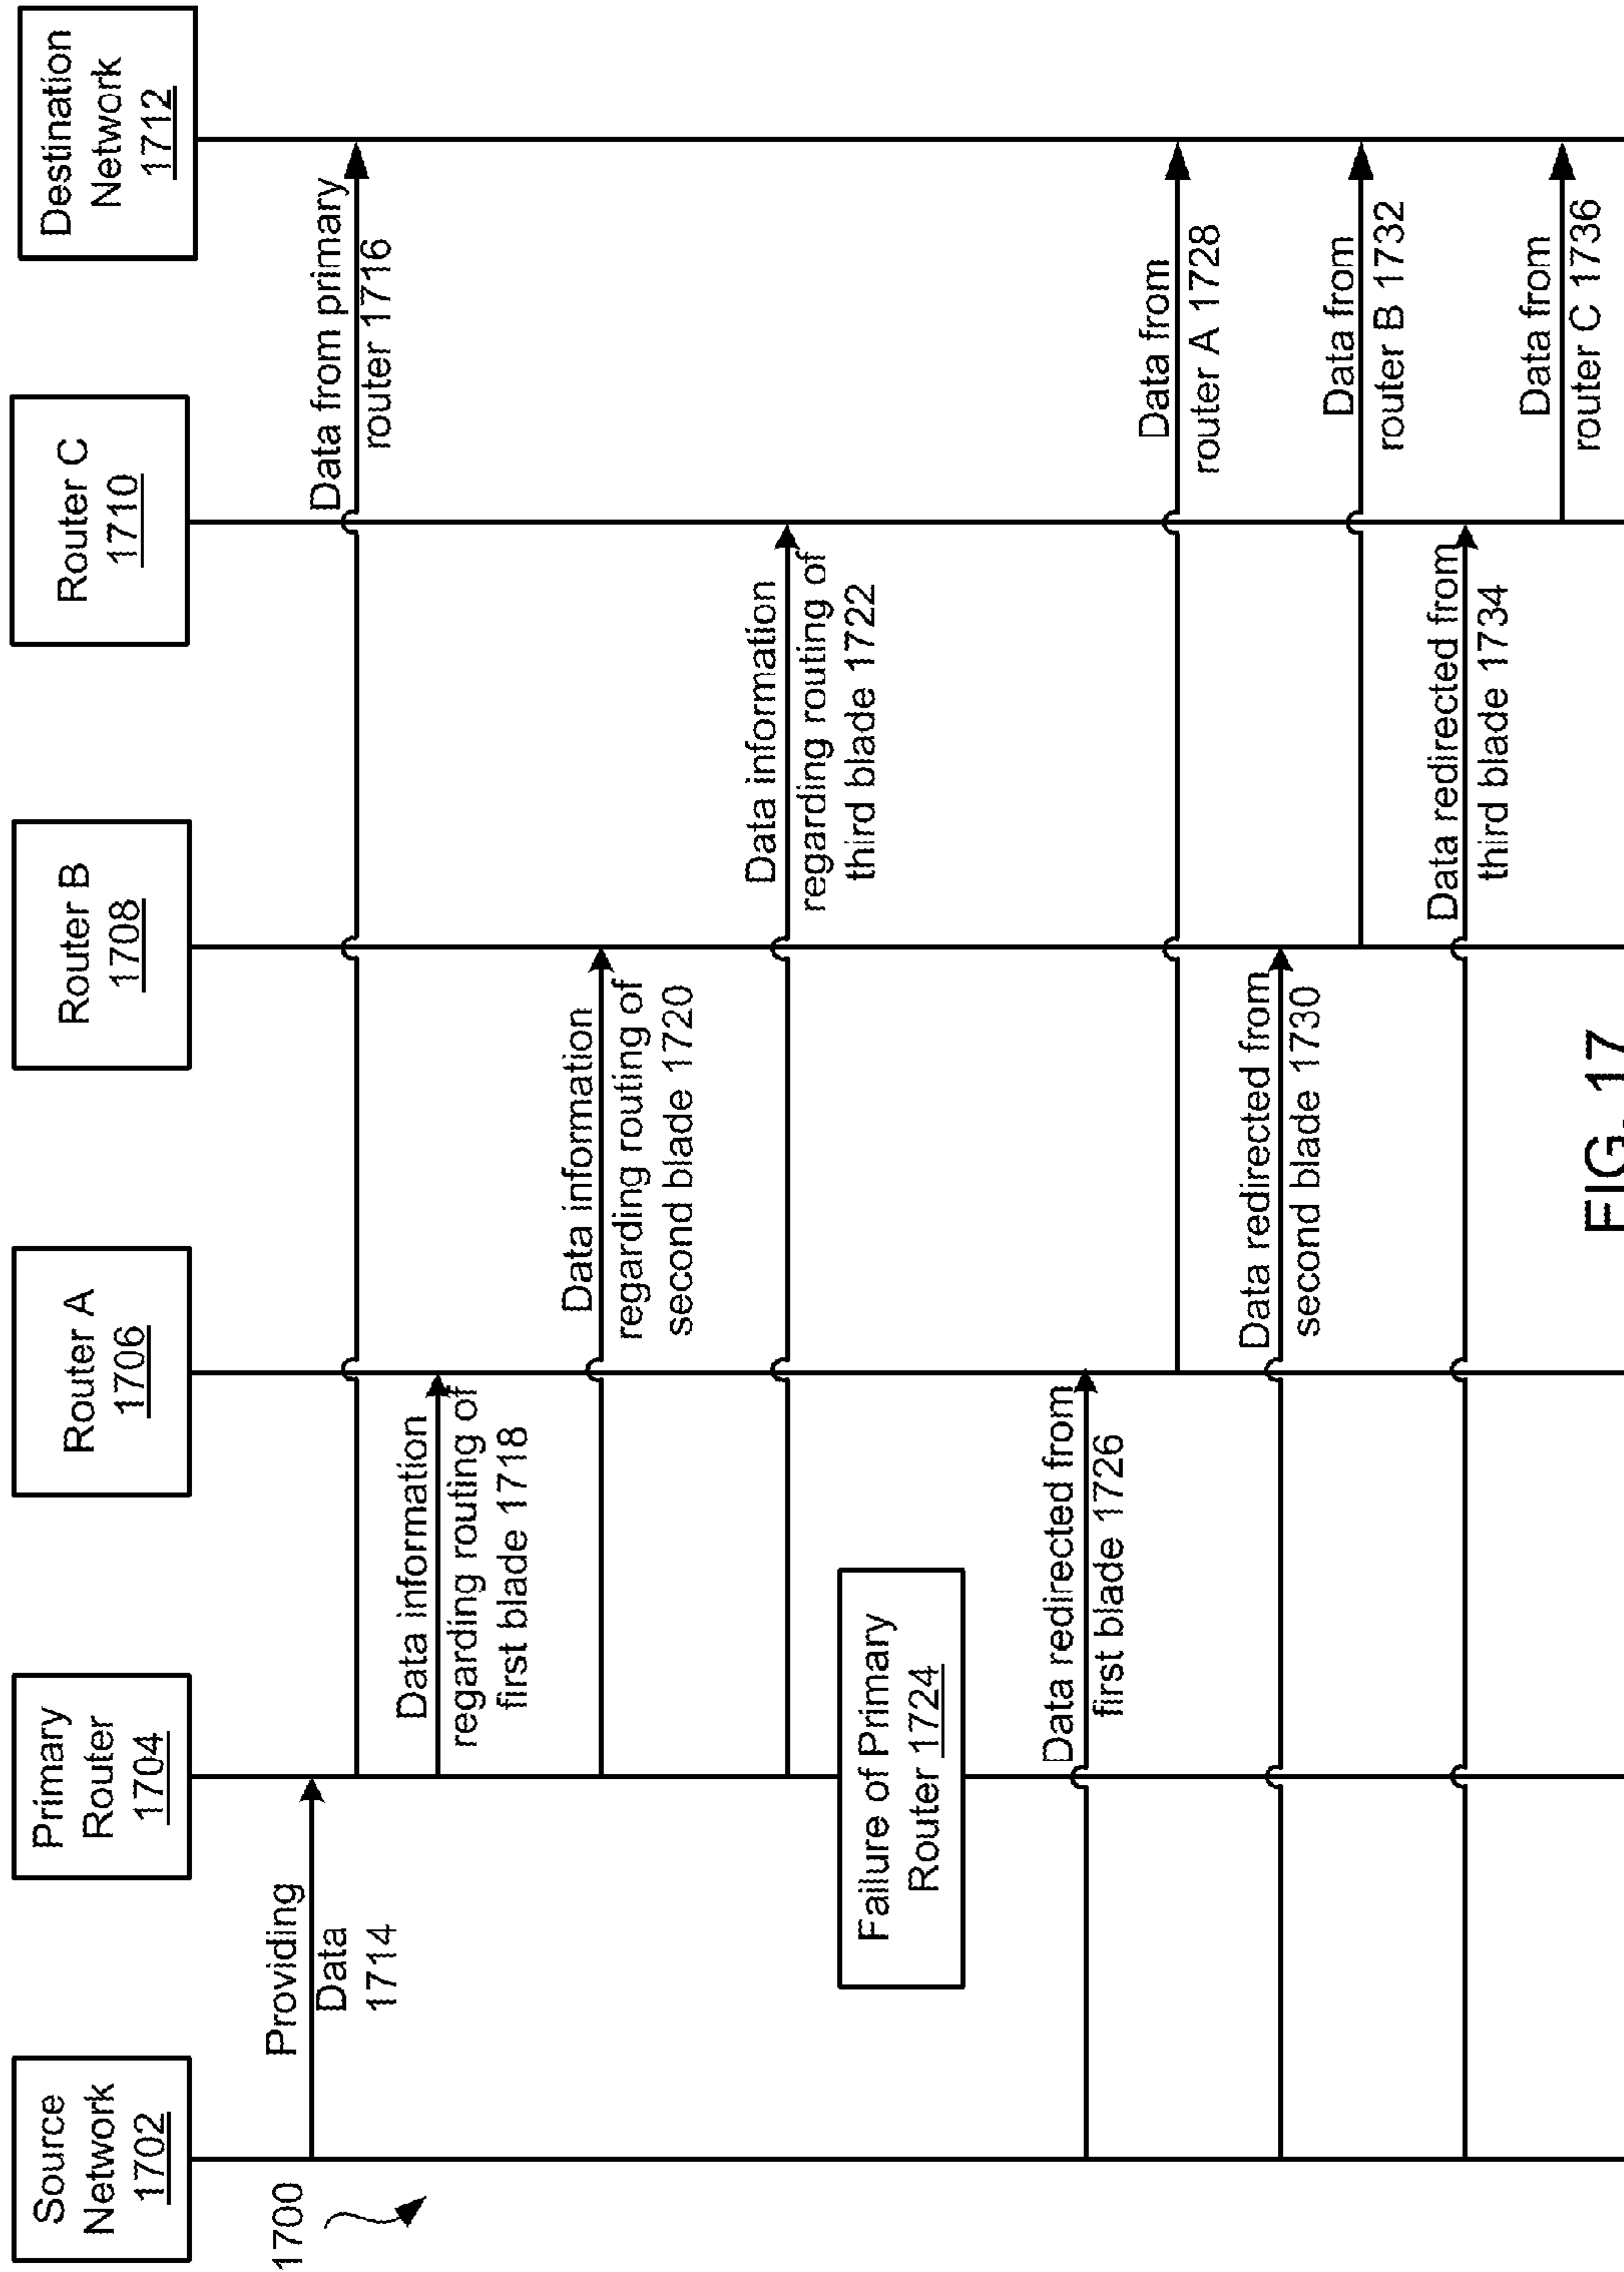 Source
Network
1702
Primary
Router
1704
Router A
1706
Router B
1708
Router C
1710
Destination
Network
1712
1700
Providing
Data
1714
Data from primary
router 1716
Data information
regarding routing of
first blade 1718
Data information
regarding routing of
second blade 1720
Data information
regarding routing of
third blade 1722
Failure of Primary
Router 1724
Data redirected from
first blade 1726
Data from
router A 1728
Data redirected from
second blade 1730
Data from
router B 1732
Data redirected from
third blade 1734
Data from
router C 1736
FIG. 17